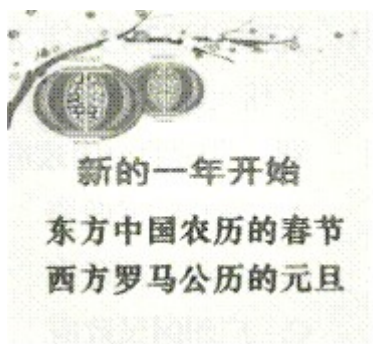 新的一年开始
东方中国农历的春节
西方罗马公历的元旦